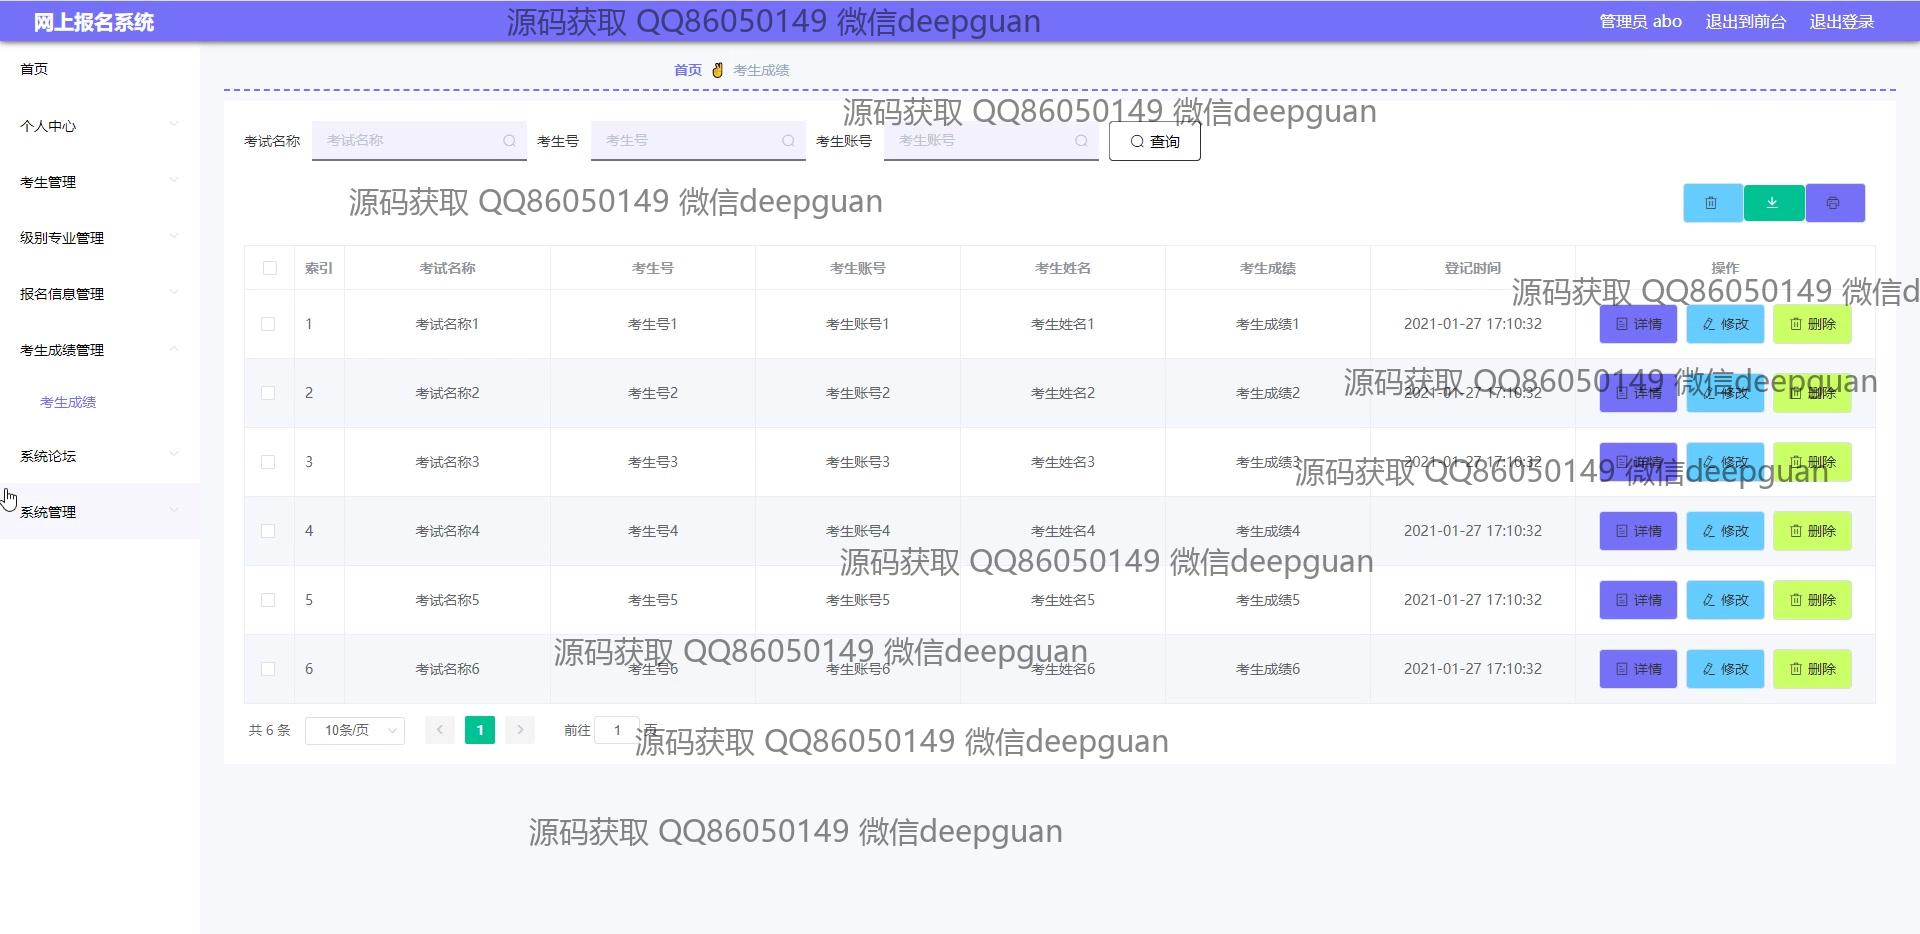 网上报名系统
源码获取 QQ86050149 微信deepguan
管理员 abo 退出到前台 退出登录
首页
首页 考生成绩
个人中心
源码获取 QQ86050149 微信deepguan
考试名称 考试名称 考生号 考生号 考生账号 考生账号 查询
考生管理
源码获取 QQ86050149 微信deepguan
级别专业管理
索引 考试名称 考生号 考生账号 考生姓名 考生成绩 登记时间 操作
报名信息管理
源码获取 QQ86050149 微信d
1 考试名称1 考生号1 考生账号1 考生姓名1 考生成绩1 2021-01-27 17:10:32 详情 修改 删除
考生成绩管理
源码获取 QQ86050149 微信deepguan
2 考试名称2 考生号2 考生账号2 考生姓名2 考生成绩2 2021-01-27 17:10:32 详情 修改 删除
考生成绩
系统论坛
3 考试名称3 考生号3 考生账号3 考生姓名3 考生成绩3 2021-01-27 17:10:32 详情 修改 删除
源码获取 QQ86050149 微信deepguan
系统管理
4 考试名称4 考生号4 考生账号4 考生姓名4 考生成绩4 2021-01-27 17:10:32 详情 修改 删除
源码获取 QQ86050149 微信deepguan
5 考试名称5 考生号5 考生账号5 考生姓名5 考生成绩5 2021-01-27 17:10:32 详情 修改 删除
源码获取 QQ86050149 微信deepguan
6 考试名称6 考生号6 考生账号6 考生姓名6 考生成绩6 2021-01-27 17:10:32 详情 修改 删除
共 6 条 10条/页 1 前往 1 页
源码获取 QQ86050149 微信deepguan
源码获取 QQ86050149 微信deepguan